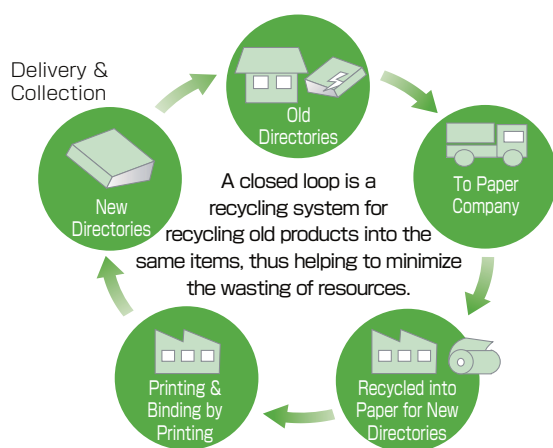 Delivery &
Collection
Old
Directories
To Paper
Company
Recycled into
Paper for New
Directories
Printing &
Binding by
Printing
New
Directories
A closed loop is a
recycling system for
recycling old products into the
same items, thus helping to minimize
the wasting of resources.